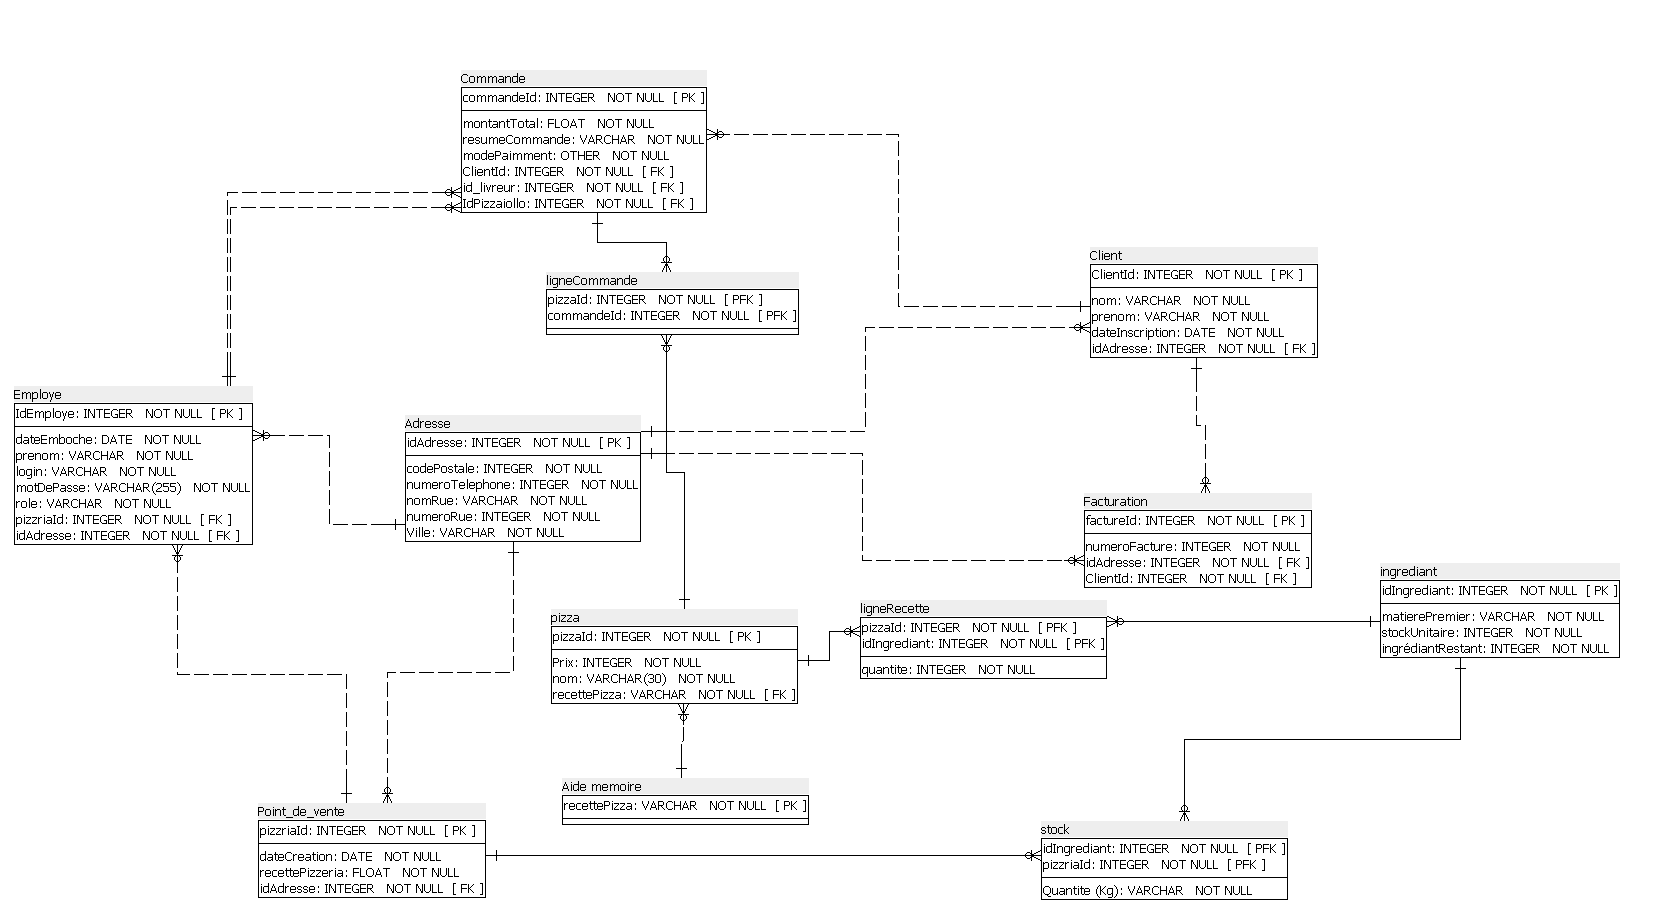 Commande
commandeId: INTEGER NOT NULL [ PK ]
montantTotal: FLOAT NOT NULL
resumeCommande: VARCHAR NOT NULL
modePaimment: OTHER NOT NULL
ClientId: INTEGER NOT NULL [ FK ]
id_livreur: INTEGER NOT NULL [ FK ]
IdPizzaiollo: INTEGER NOT NULL [ FK ]
Client
ClientId: INTEGER NOT NULL [ PK ]
nom: VARCHAR NOT NULL
prenom: VARCHAR NOT NULL
dateInscription: DATE NOT NULL
idAdresse: INTEGER NOT NULL [ FK ]
ligneCommande
pizzaId: INTEGER NOT NULL [ PFK ]
commandeId: INTEGER NOT NULL [ PFK ]
Employe
IdEmploye: INTEGER NOT NULL [ PK ]
dateEmboche: DATE NOT NULL
prenom: VARCHAR NOT NULL
login: VARCHAR NOT NULL
motDePasse: VARCHAR(255) NOT NULL
role: VARCHAR NOT NULL
pizzriaId: INTEGER NOT NULL [ FK ]
idAdresse: INTEGER NOT NULL [ FK ]
Adresse
idAdresse: INTEGER NOT NULL [ PK ]
codePostale: INTEGER NOT NULL
numeroTelephone: INTEGER NOT NULL
nomRue: VARCHAR NOT NULL
numeroRue: INTEGER NOT NULL
Ville: VARCHAR NOT NULL
Facturation
factureId: INTEGER NOT NULL [ PK ]
numeroFacture: INTEGER NOT NULL
idAdresse: INTEGER NOT NULL [ FK ]
ClientId: INTEGER NOT NULL [ FK ]
ingrediant
idIngrediant: INTEGER NOT NULL [ PK ]
matierePremier: VARCHAR NOT NULL
stockUnitaire: INTEGER NOT NULL
ingrédiantRestant: INTEGER NOT NULL
ligneRecette
pizzaId: INTEGER NOT NULL [ PFK ]
idIngrediant: INTEGER NOT NULL [ PFK ]
quantite: INTEGER NOT NULL
pizza
pizzaId: INTEGER NOT NULL [ PK ]
Prix: INTEGER NOT NULL
nom: VARCHAR(30) NOT NULL
recettePizza: VARCHAR NOT NULL [ FK ]
Aide memoire
recettePizza: VARCHAR NOT NULL [ PK ]
Point_de_vente
pizzriaId: INTEGER NOT NULL [ PK ]
dateCreation: DATE NOT NULL
recettePizzeria: FLOAT NOT NULL
idAdresse: INTEGER NOT NULL [ FK ]
stock
idIngrediant: INTEGER NOT NULL [ PFK ]
pizzriaId: INTEGER NOT NULL [ PFK ]
Quantite (Kg): VARCHAR NOT NULL